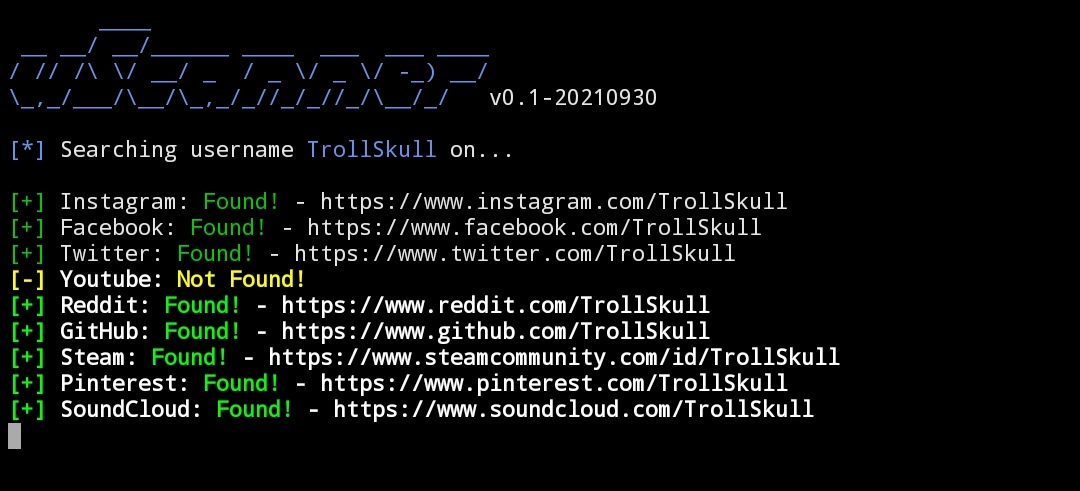 uScanner v0.1-20210930
[*] Searching username TrollSkull on...
[+] Instagram: Found! - https://www.instagram.com/TrollSkull
[+] Facebook: Found! - https://www.facebook.com/TrollSkull
[+] Twitter: Found! - https://www.twitter.com/TrollSkull
[-] Youtube: Not Found!
[+] Reddit: Found! - https://www.reddit.com/TrollSkull
[+] GitHub: Found! - https://www.github.com/TrollSkull
[+] Steam: Found! - https://www.steamcommunity.com/id/TrollSkull
[+] Pinterest: Found! - https://www.pinterest.com/TrollSkull
[+] SoundCloud: Found! - https://www.soundcloud.com/TrollSkull